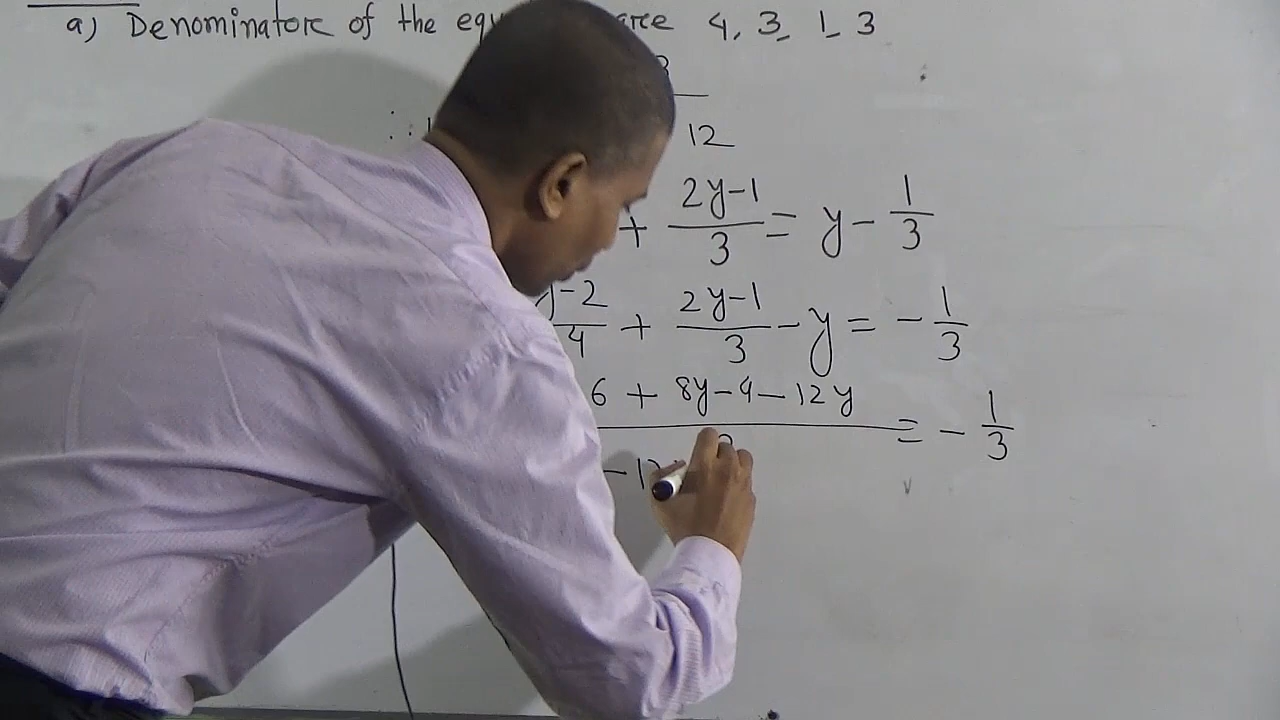 a) Denominator of the are 4, 3, 1, 3
12
+ 2y-1/3 = y - 1/3
y-2/4 + 2y-1/3 - y = - 1/3
6 + 8y-4-12y = - 1/3
-12